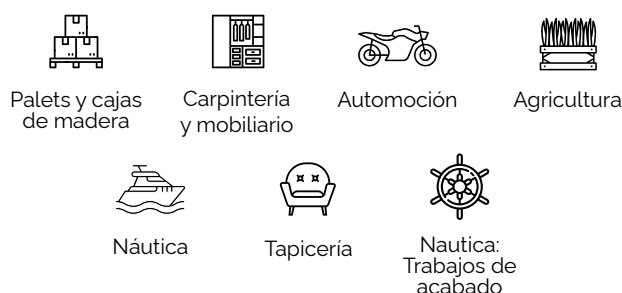 Palets y cajas
de madera
Carpintería
y mobiliario
Automoción
Agricultura
Náutica
Tapicería
Nautica:
Trabajos de
acabado